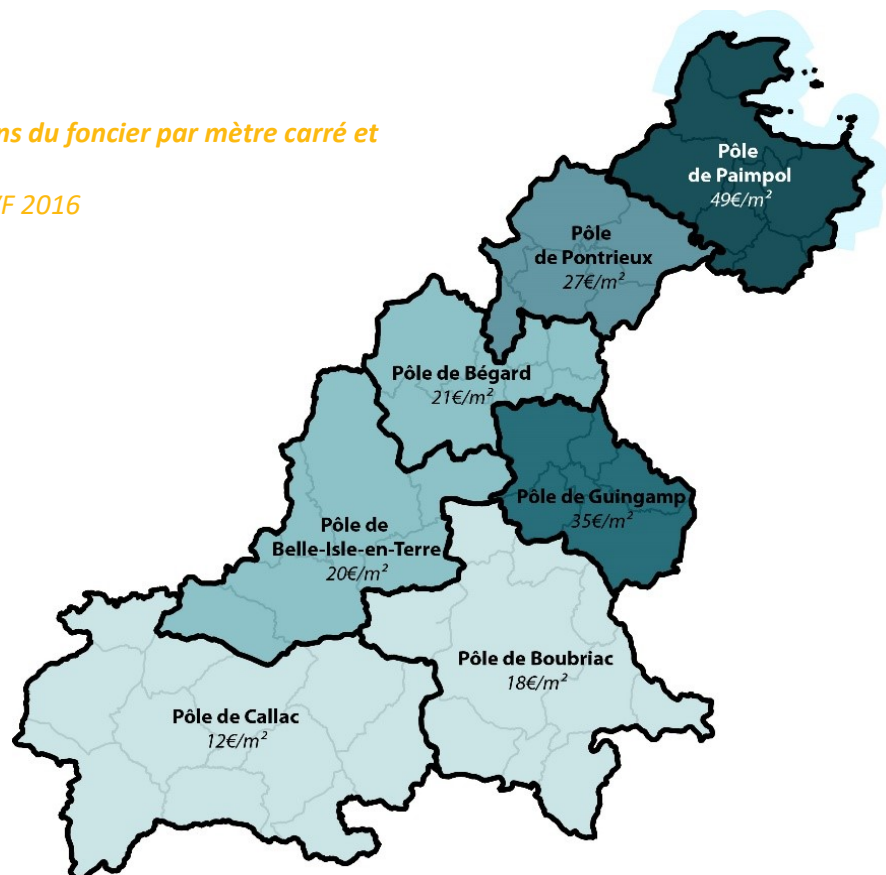 ns du foncier par mètre carré et
F 2016
Pôle
de Paimpol
49€/m²
Pôle
de Pontrieux
27€/m²
Pôle de Bégard
21€/m²
Pôle de Guingamp
35€/m²
Pôle de
Belle-Isle-en-Terre
20€/m²
Pôle de Boubriac
18€/m²
Pôle de Callac
12€/m²